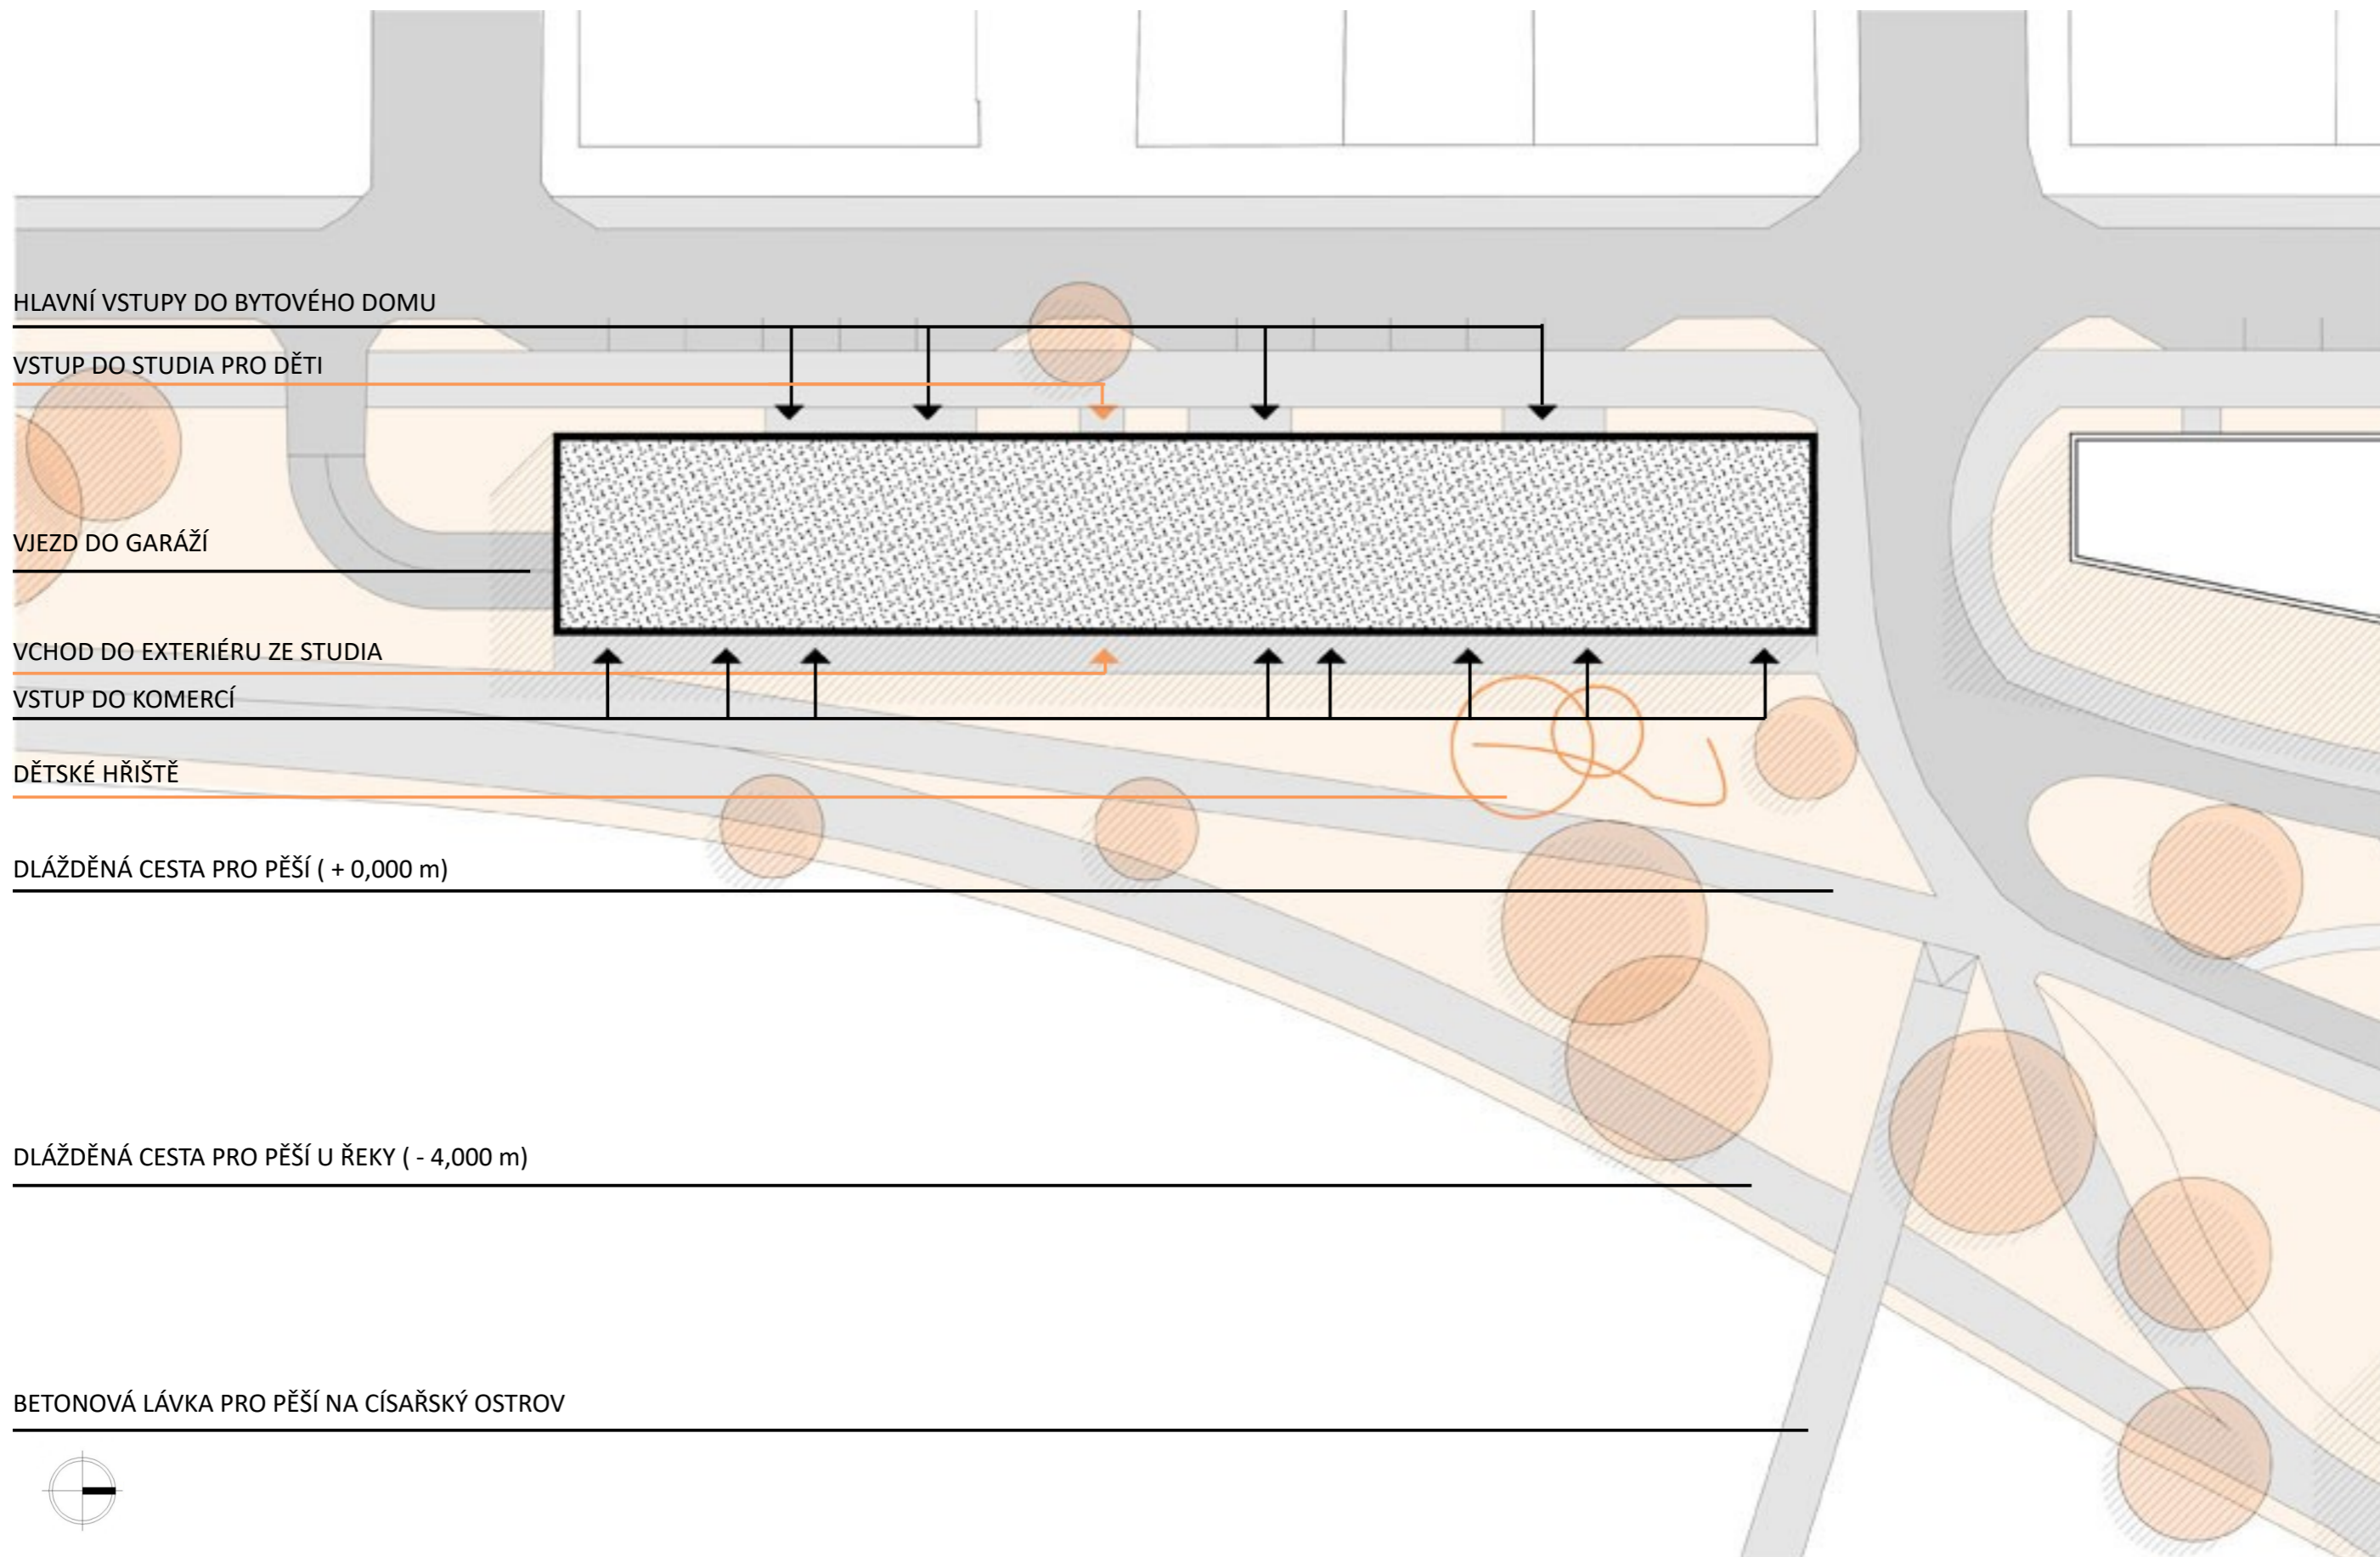 HLAVNÍ VSTUPY DO BYTOVÉHO DOMU
VSTUP DO STUDIA PRO DĚTI
VJEZD DO GARÁŽÍ
VCHOD DO EXTERIÉRU ZE STUDIA
VSTUP DO KOMERCÍ
DĚTSKÉ HŘIŠTĚ
DLÁŽDĚNÁ CESTA PRO PĚŠÍ ( + 0,000 m)
DLÁŽDĚNÁ CESTA PRO PĚŠÍ U ŘEKY ( - 4,000 m)
BETONOVÁ LÁVKA PRO PĚŠÍ NA CÍSAŘSKÝ OSTROV